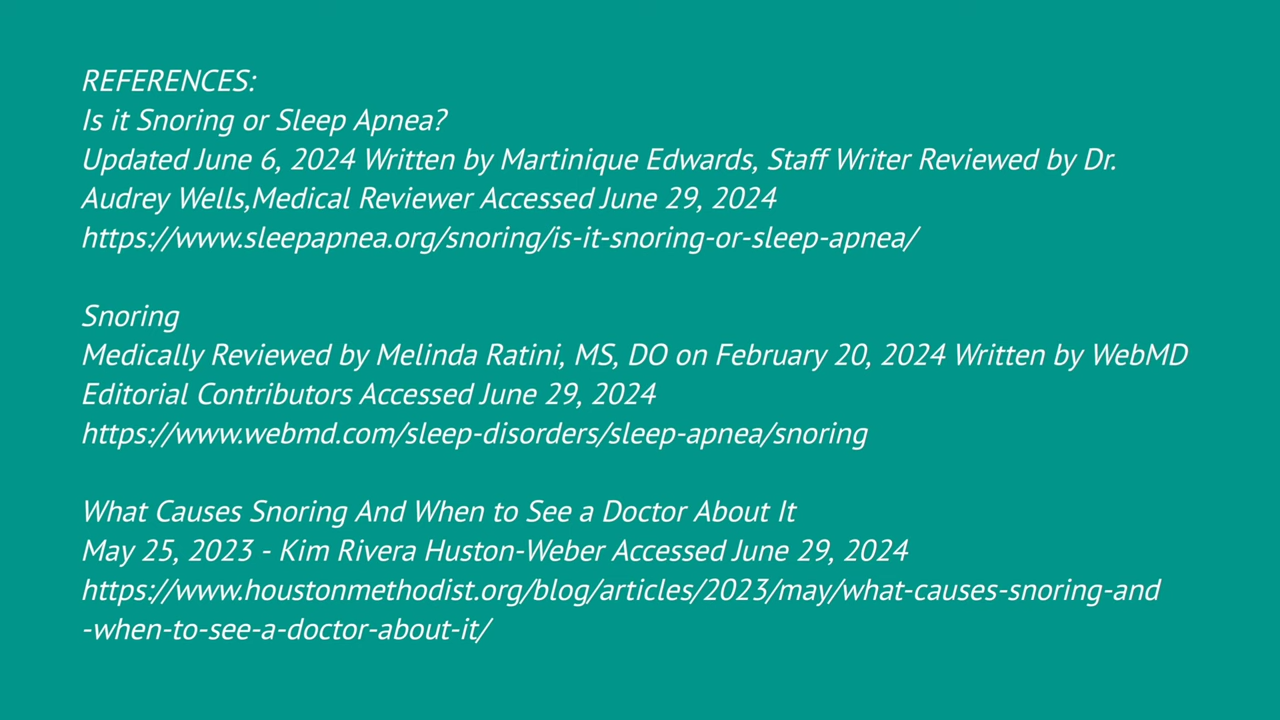 REFERENCES:
Is it Snoring or Sleep Apnea?
Updated June 6, 2024 Written by Martinique Edwards, Staff Writer Reviewed by Dr.
Audrey Wells,Medical Reviewer Accessed June 29, 2024
https://www.sleepapnea.org/snoring/is-it-snoring-or-sleep-apnea/
Snoring
Medically Reviewed by Melinda Ratini, MS, DO on February 20, 2024 Written by WebMD
Editorial Contributors Accessed June 29, 2024
https://www.webmd.com/sleep-disorders/sleep-apnea/snoring
What Causes Snoring And When to See a Doctor About It
May 25, 2023 - Kim Rivera Huston-Weber Accessed June 29, 2024
https://www.houstonmethodist.org/blog/articles/2023/may/what-causes-snoring-and
-when-to-see-a-doctor-about-it/